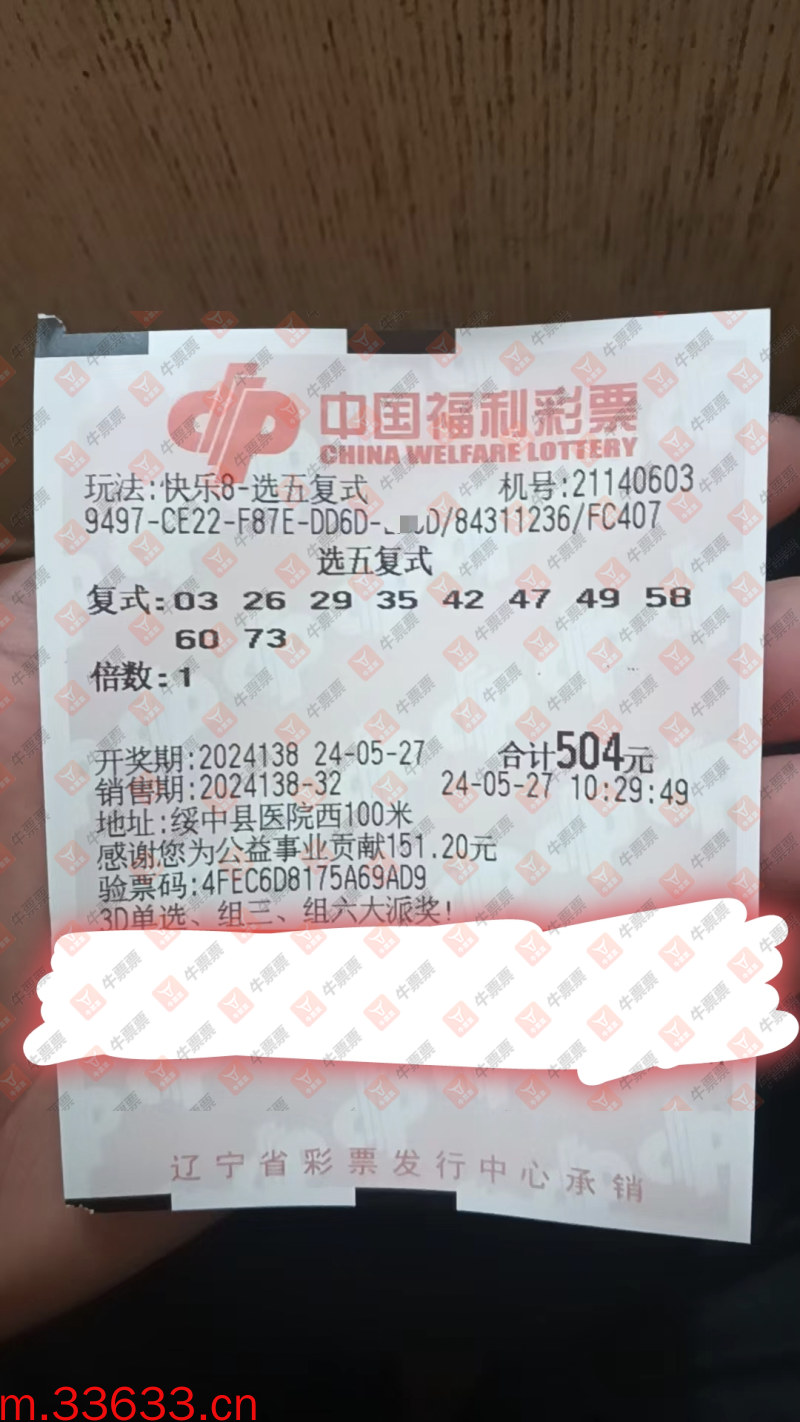 中国福利彩票
CHINA WELFARE LOTTERY
玩法:快乐8-选五复式 机号:21140603
9497-CE22-F87E-DD6D- D/84311236/FC407
选五复式
复式:03 26 29 35 42 47 49 58
60 73
倍数:1
开奖期:2024138 24-05-27 合计504元
销售期:2024138-32 24-05-27 10:29:49
地址:绥中县医院西100米
感谢您为公益事业贡献151.20元
验票码:4FEC6D8175A69AD9
3D单选、组三、组六大派奖!
辽宁省彩票发行中心承销
牛票票
m.33633.cn